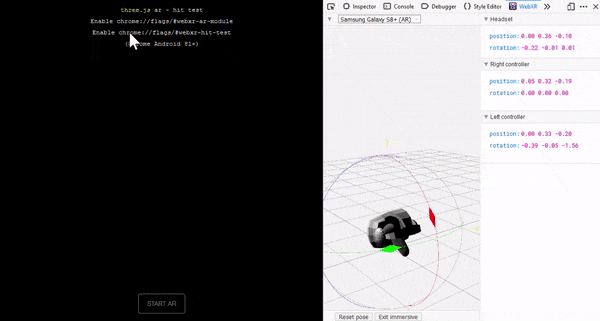 three.js ar - hit test
Enable chrome://flags/#webxr-ar-module
Enable chrome://flags/#webxr-hit-test
(Chrome Android 81+)
START AR
Inspector
Debugger
Style Editor
WebXR
Samsung Galaxy S8+ (AR)
Reset pose
Exit immersive
Headset
position: 0.00 0.36 -0.10
rotation: -0.22 -0.01 0.01
Right controller
position: 0.05 0.32 -0.19
rotation: 0.00 0.00 0.00
Left controller
position: 0.00 0.33 -0.20
rotation: -0.39 -0.05 -1.56